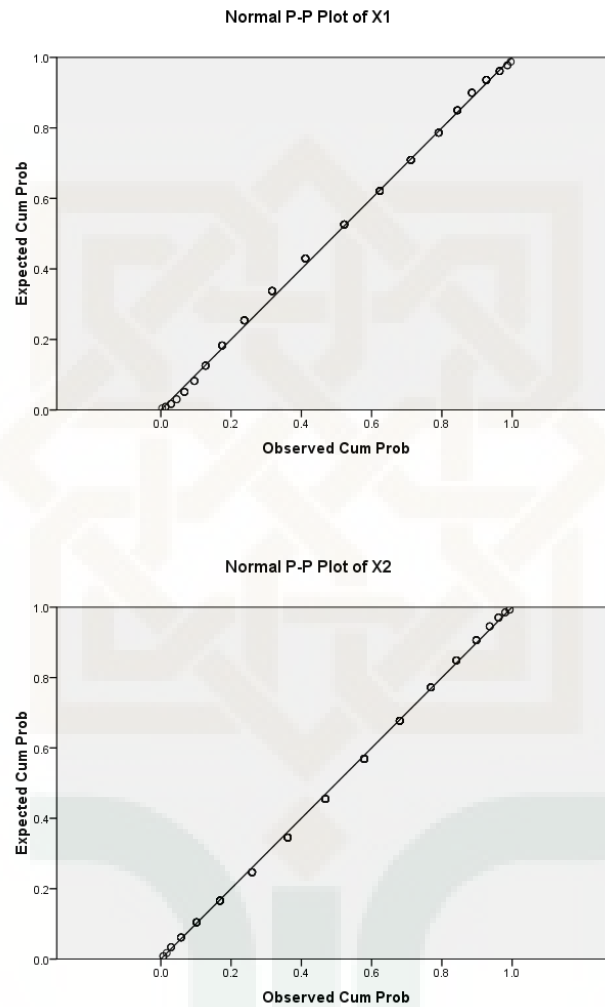 Normal P-P Plot of X1
1.0
0.8
0.6
0.4
0.2
0.0
Expected Cum Prob
0.0 0.2 0.4 0.6 0.8 1.0
Observed Cum Prob
Normal P-P Plot of X2
1.0
0.8
0.6
0.4
0.2
0.0
Expected Cum Prob
0.0 0.2 0.4 0.6 0.8 1.0
Observed Cum Prob